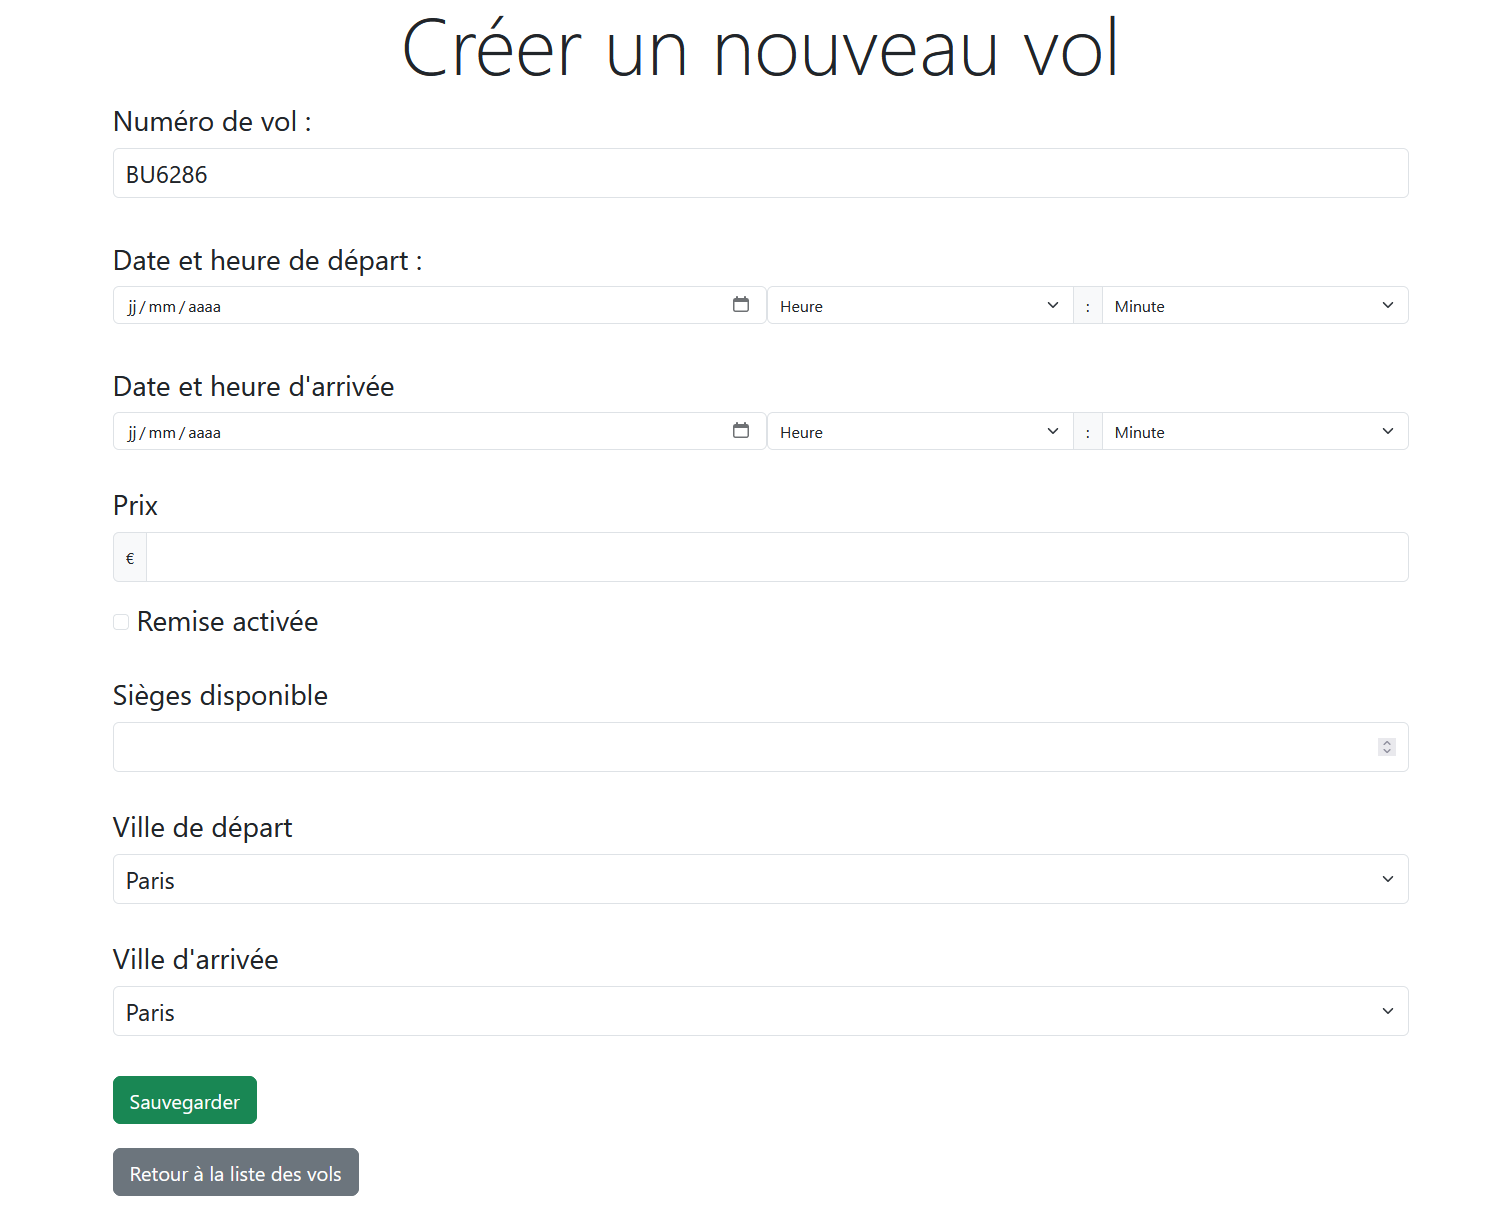 Créer un nouveau vol
Numéro de vol :
BU6286
Date et heure de départ :
jj/mm/aaaa Heure : Minute
Date et heure d'arrivée
jj/mm/aaaa Heure : Minute
Prix
€
Remise activée
Sièges disponible
Ville de départ
Paris
Ville d'arrivée
Paris
Sauvegarder
Retour à la liste des vols